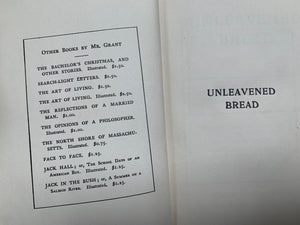 OTHER BOOKS BY MR. GRANT
THE BACHELOR'S CHRISTMAS, AND
OTHER STORIES. Illustrated. $1.50.
SEARCH-LIGHT LETTERS. $1.50.
THE ART OF LIVING. $1.50.
THE ART OF LIVING. Illustrated. $2.50.
THE REFLECTIONS OF A MARRIED
MAN. $1.00.
THE OPINIONS OF A PHILOSOPHER.
Illustrated. $1.00.
THE NORTH SHORE OF MASSACHU-
SETTS. Illustrated. $0.75.
FACE TO FACE. $1.25.
JACK HALL; or, THE SCHOOL DAYS OF AN
AMERICAN BOY. Illustrated. $1.25.
JACK IN THE BUSH; or, A SUMMER ON A
SALMON RIVER. Illustrated. $1.25.
UNLEAVENED
BREAD